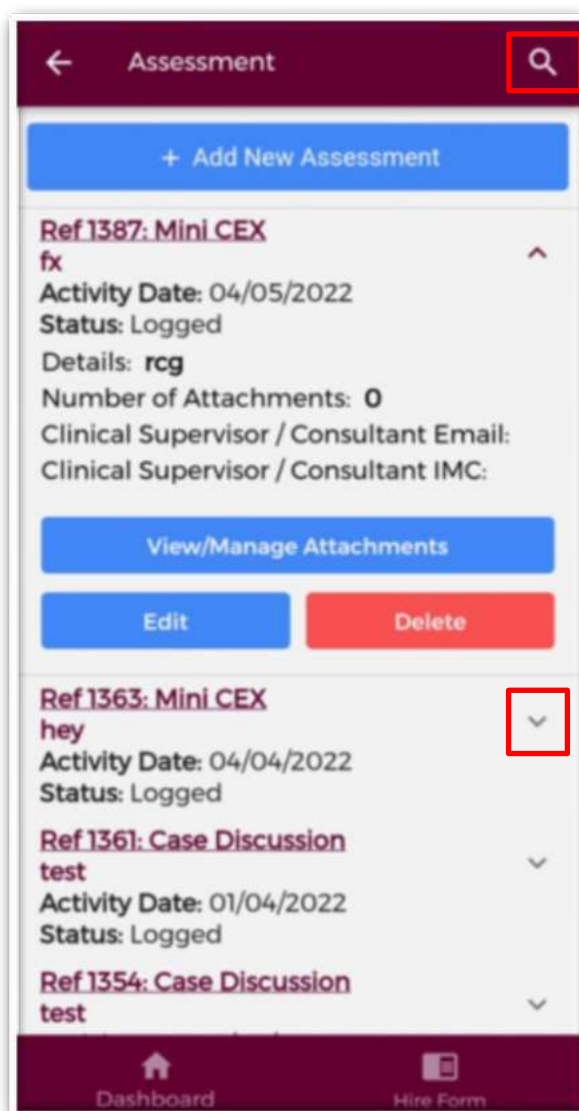 Assessment
+ Add New Assessment
Ref 1387: Mini CEX
fx
Activity Date: 04/05/2022
Status: Logged
Details: rcg
Number of Attachments: 0
Clinical Supervisor / Consultant Email:
Clinical Supervisor / Consultant IMC:
View/Manage Attachments
Edit Delete
Ref 1363: Mini CEX
hey
Activity Date: 04/04/2022
Status: Logged
Ref 1361: Case Discussion
test
Activity Date: 01/04/2022
Status: Logged
Ref 1354: Case Discussion
test
Dashboard Hire Form